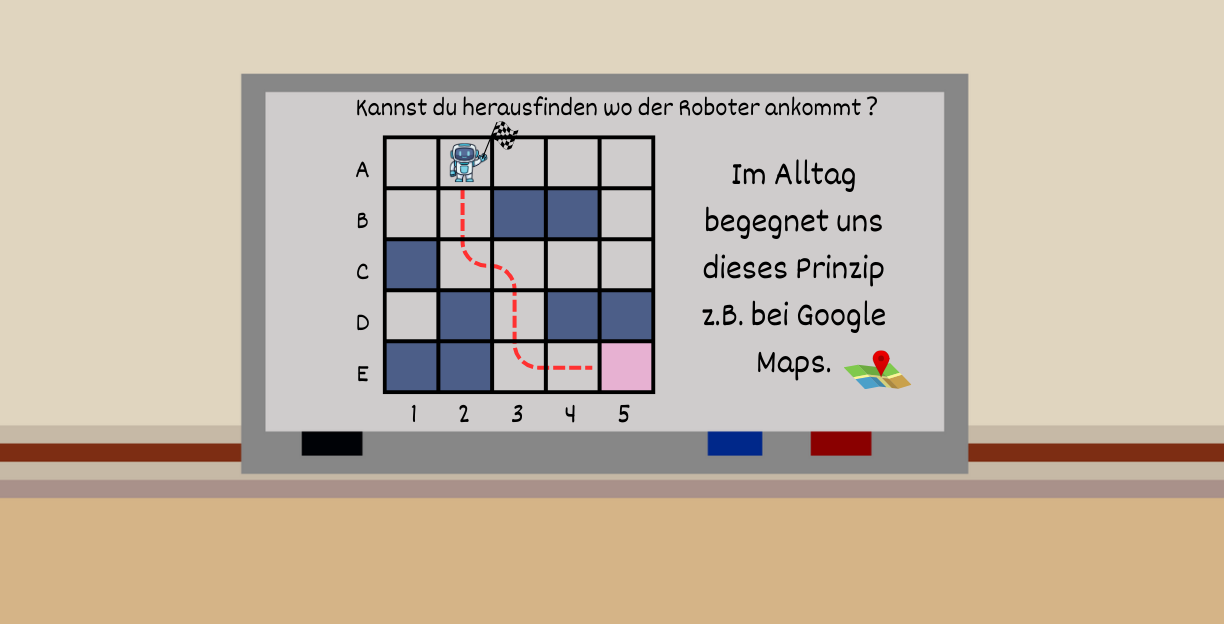 Kannst du herausfinden wo der Roboter ankommt ?
A
B
C
D
E
1 2 3 4 5
Im Alltag
begegnet uns
dieses Prinzip
z.B. bei Google
Maps.